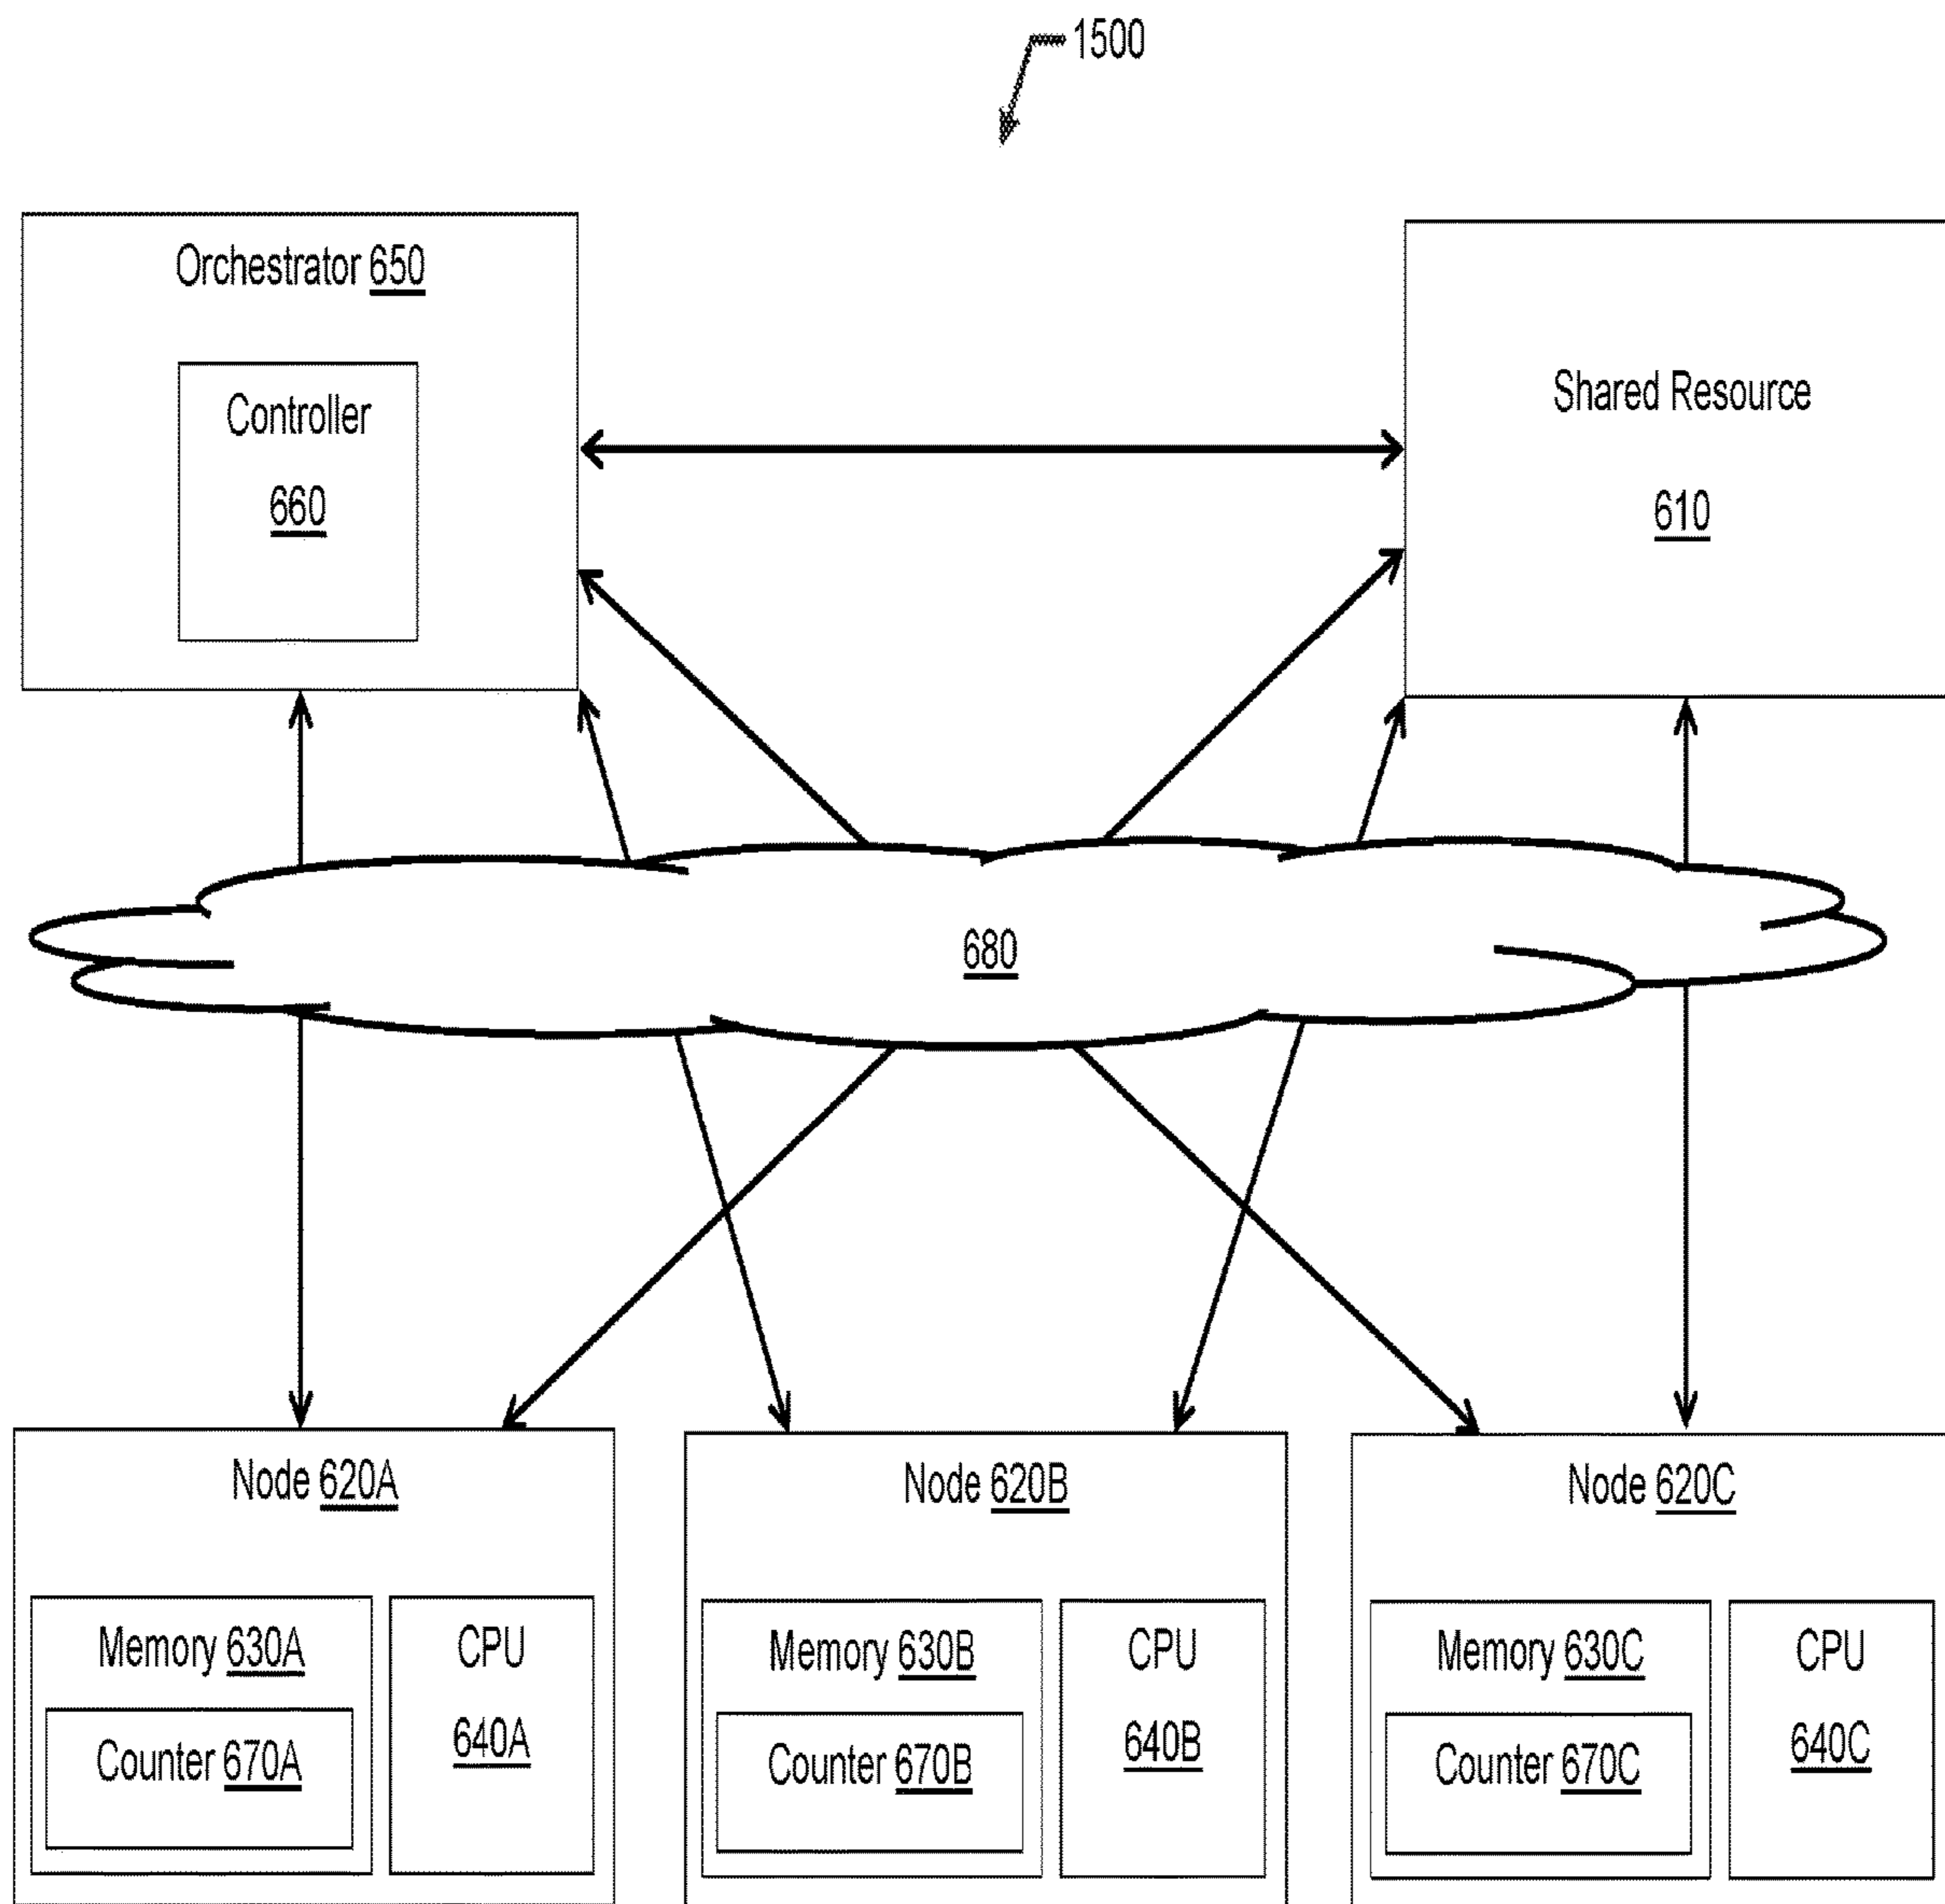 1500
Orchestrator 650
Controller
660
Shared Resource
610
680
Node 620A
Memory 630A
Counter 670A
CPU
640A
Node 620B
Memory 630B
Counter 670B
CPU
640B
Node 620C
Memory 630C
Counter 670C
CPU
640C